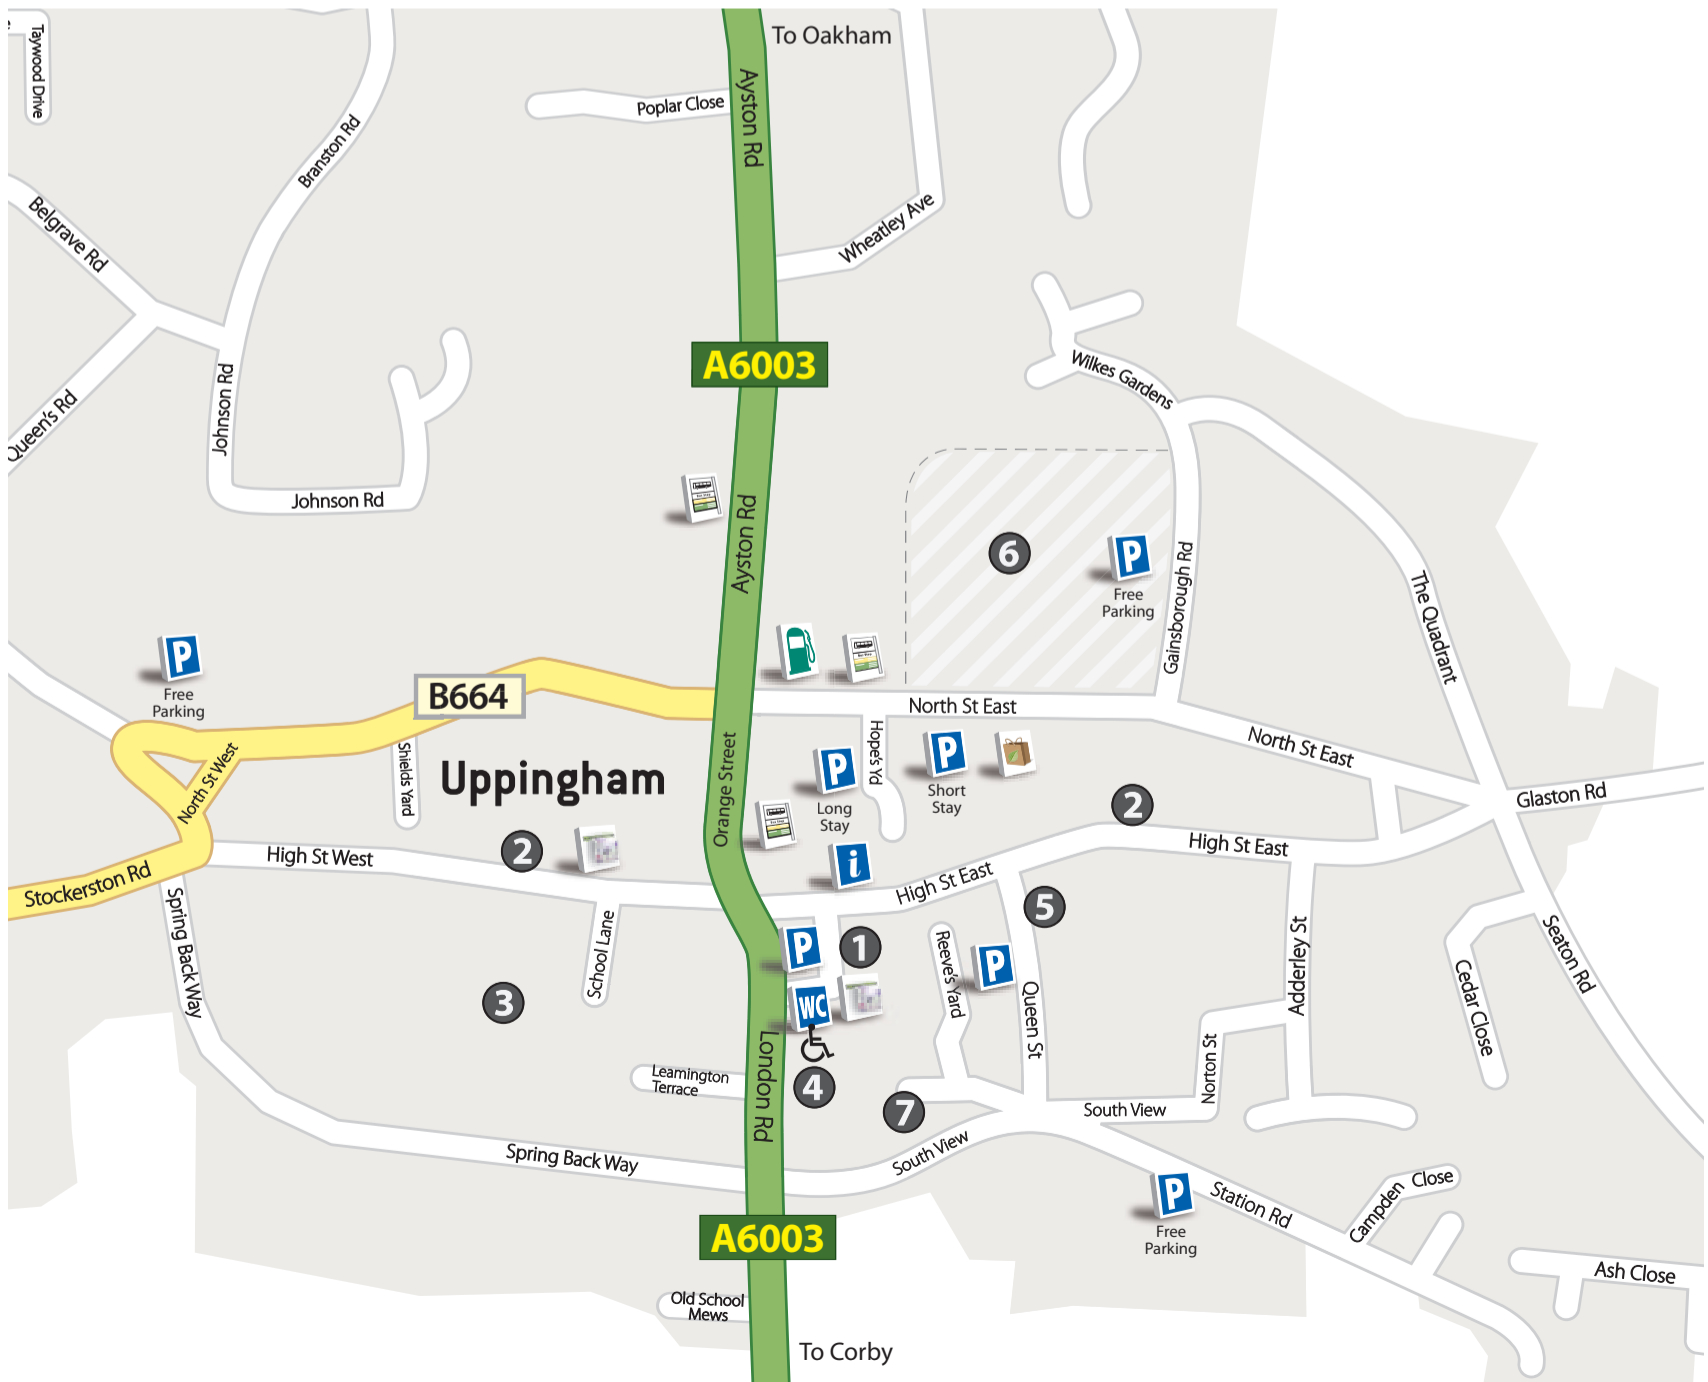 Taywood Drive
To Oakham
Ayston Rd
Poplar Close
Branston Rd
Belgrave Rd
Wheatley Ave
A6003
Wilkes Gardens
Queen's Rd
Johnson Rd
Johnson Rd
Ayston Rd
6
P
Free
Parking
Gainsborough Rd
The Quadrant
P
Free
Parking
B664
North St East
North St East
North St West
Shields Yard
Uppingham
Orange Street
Hope's Yd
P
Long
Stay
P
Short
Stay
2
Glaston Rd
2
High St West
i
High St East
High St East
Stockerston Rd
Spring Back Way
School Lane
P
1
5
Reeve's Yard
P
Queen St
Adderley St
Seaton Rd
Cedar Close
3
WC
4
London Rd
Leamington
Terrace
7
Norton St
South View
South View
Spring Back Way
P
Free
Parking
Station Rd
Campden Close
A6003
Ash Close
Old School
Mews
To Corby